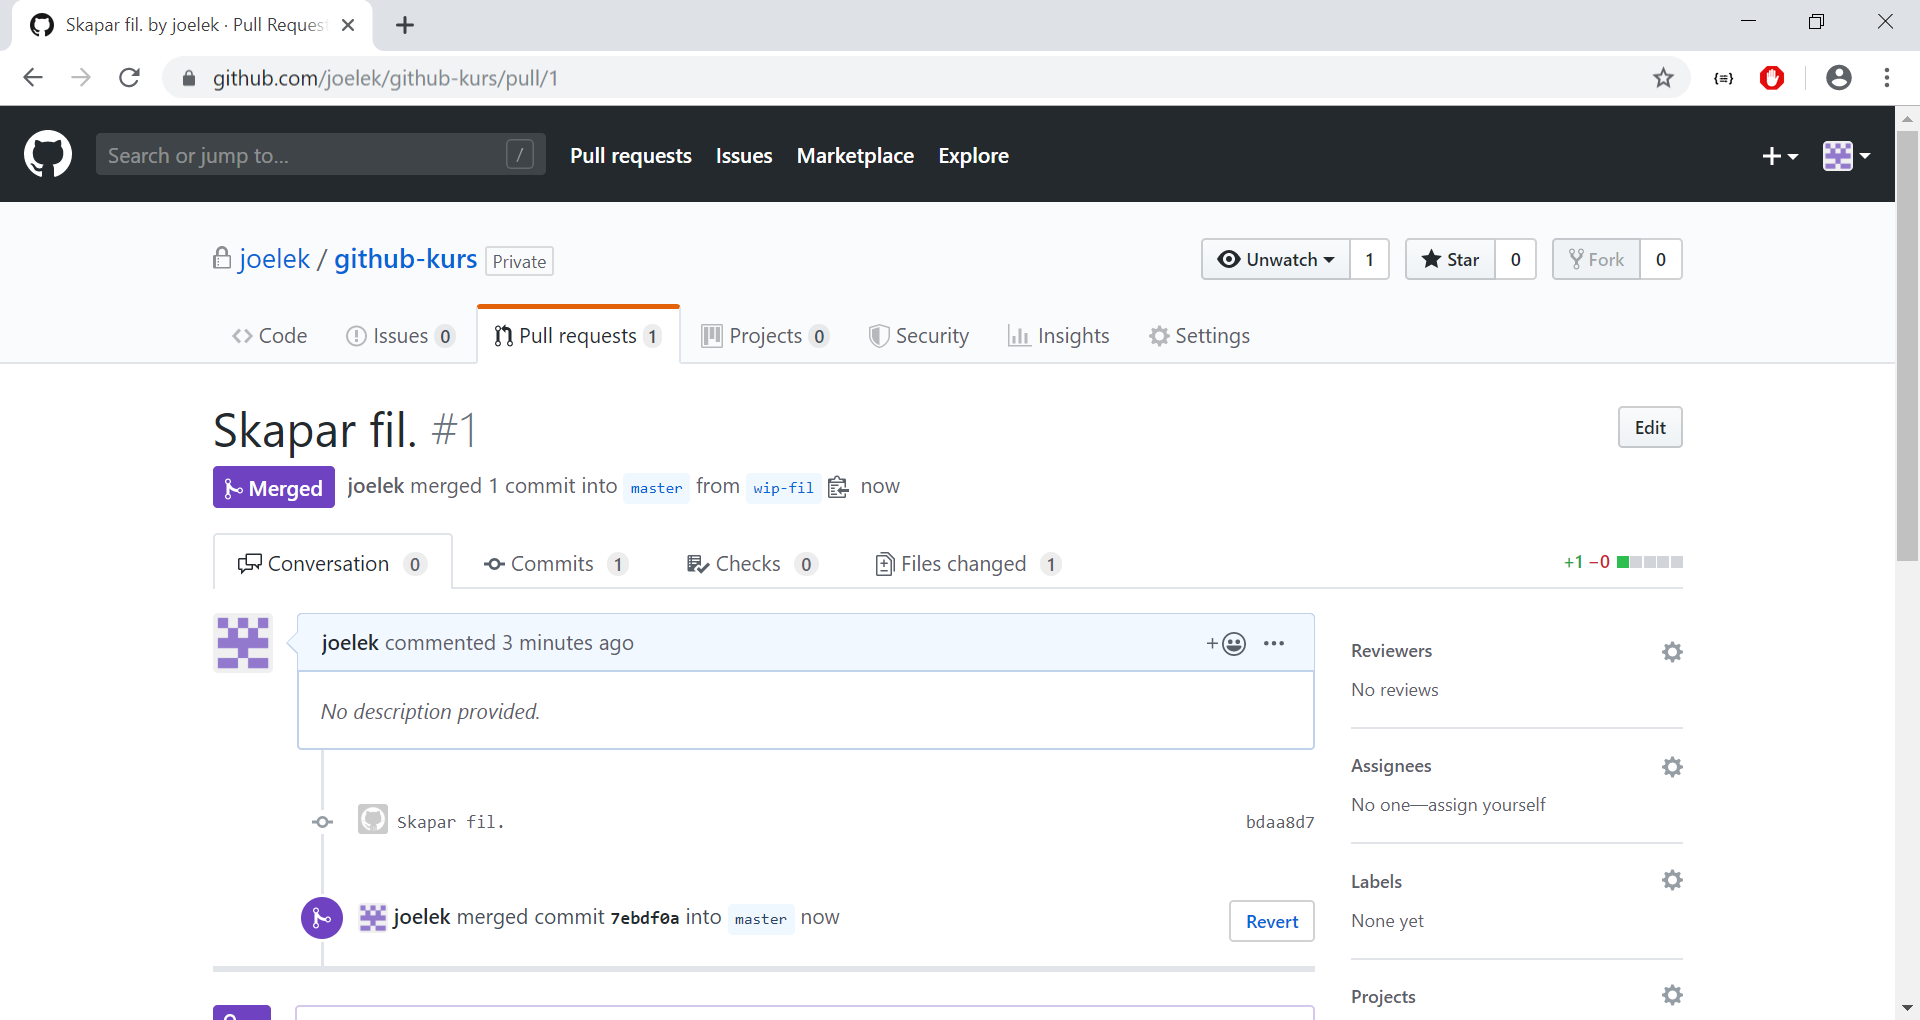 Skapar fil. by joelek · Pull Reques
github.com/joelek/github-kurs/pull/1
Search or jump to... /
Pull requests Issues Marketplace Explore
joelek / github-kurs Private
Unwatch 1 Star 0 Fork 0
Code Issues 0 Pull requests 1 Projects 0 Security Insights Settings
Skapar fil. #1
Edit
Merged joelek merged 1 commit into master from wip-fil now
Conversation 0 Commits 1 Checks 0 Files changed 1 +1 −0
joelek commented 3 minutes ago
No description provided.
Skapar fil. bdaa8d7
joelek merged commit 7ebdf0a into master now Revert
Reviewers
No reviews
Assignees
No one—assign yourself
Labels
None yet
Projects